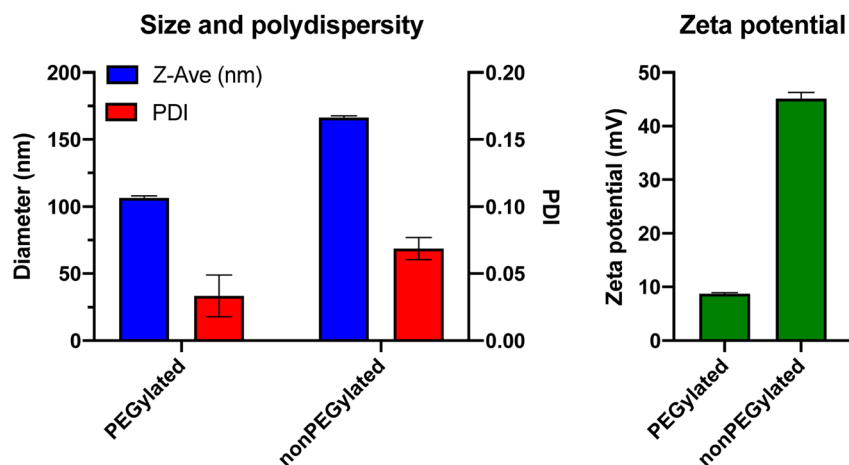 Size and polydispersity
Z-Ave (nm)
PDI
Diameter (nm)
200
150
100
50
0
0.20
0.15
0.10
0.05
0.00
PDI
PEGylated
nonPEGylated
Zeta potential
Zeta potential (mV)
50
40
30
20
10
0
PEGylated
nonPEGylated